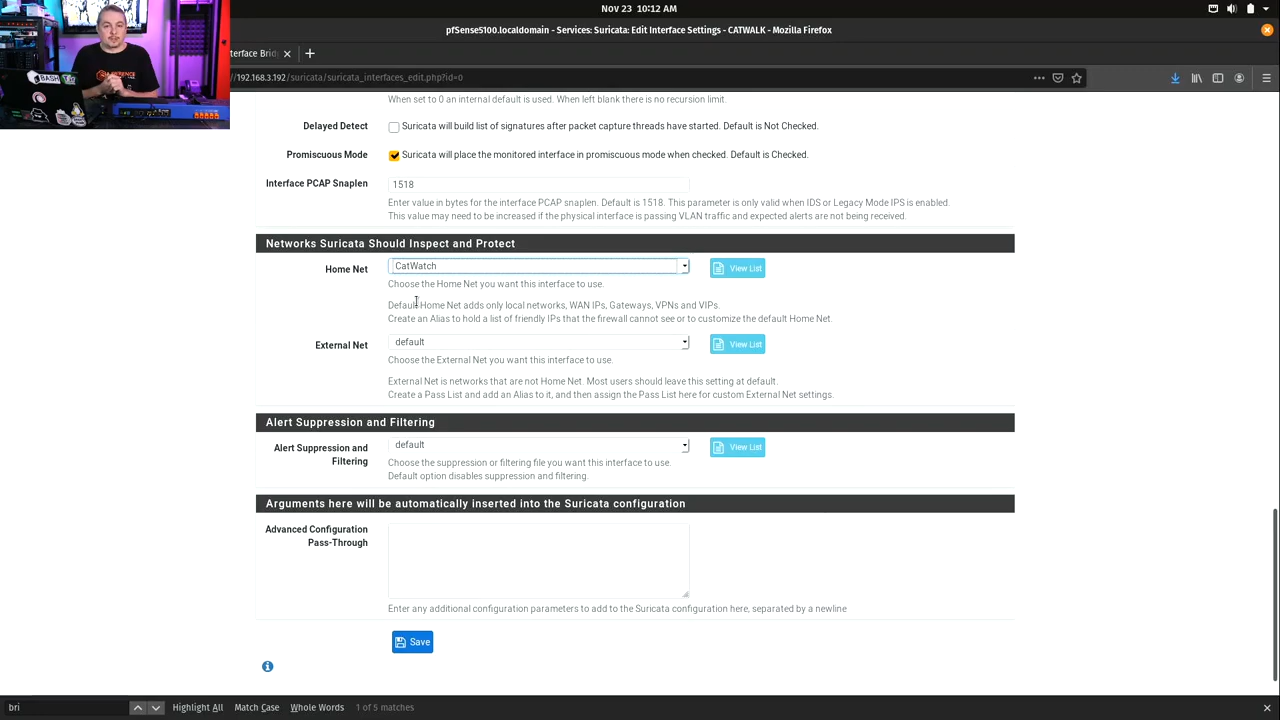 Nov 23 10:12 AM
pfSense5100.localdomain - Services: Suricata: Edit Interface Settings - CATWALK - Mozilla Firefox
terface Brid
192.168.3.192/suricata/suricata_interfaces_edit.php?id=0
When set to 0 an internal default is used. When left blank there is no recursion limit.
Delayed Detect
Suricata will build list of signatures after packet capture threads have started. Default is Not Checked.
Promiscuous Mode
Suricata will place the monitored interface in promiscuous mode when checked. Default is Checked.
Interface PCAP Snaplen
1518
Enter value in bytes for the interface PCAP snaplen. Default is 1518. This parameter is only valid when IDS or Legacy Mode IPS is enabled.
This value may need to be increased if the physical interface is passing VLAN traffic and expected alerts are not being received.
Networks Suricata Should Inspect and Protect
Home Net
CatWatch
View List
Choose the Home Net you want this interface to use.
Default Home Net adds only local networks, WAN IPs, Gateways, VPNs and VIPs.
Create an Alias to hold a list of friendly IPs that the firewall cannot see or to customize the default Home Net.
External Net
default
View List
Choose the External Net you want this interface to use.
External Net is networks that are not Home Net. Most users should leave this setting at default.
Create a Pass List and add an Alias to it, and then assign the Pass List here for custom External Net settings.
Alert Suppression and Filtering
Alert Suppression and
Filtering
default
View List
Choose the suppression or filtering file you want this interface to use.
Default option disables suppression and filtering.
Arguments here will be automatically inserted into the Suricata configuration
Advanced Configuration
Pass-Through
Enter any additional configuration parameters to add to the Suricata configuration here, separated by a newline
Save
bri
Highlight All
Match Case
Whole Words
1 of 5 matches
BASH